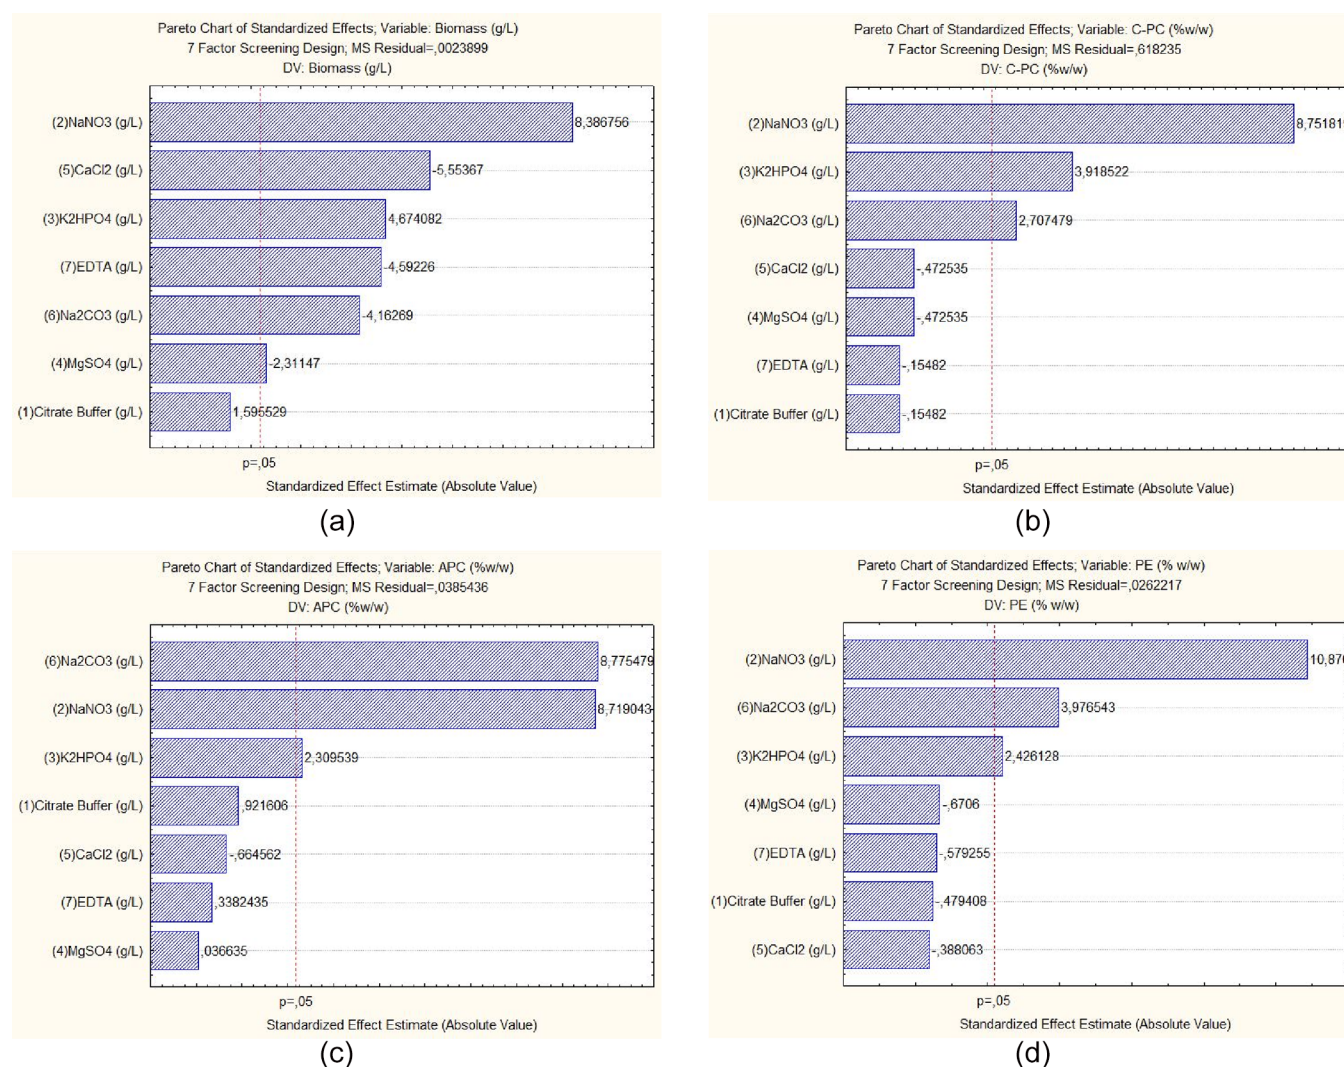 Pareto Chart of Standardized Effects; Variable: Biomass (g/L)
7 Factor Screening Design; MS Residual=,0023899
DV: Biomass (g/L)
(2)NaNO3 (g/L)
8,386756
(5)CaCl2 (g/L)
-5,55367
(3)K2HPO4 (g/L)
4,674082
(7)EDTA (g/L)
-4,59226
(6)Na2CO3 (g/L)
-4,16269
(4)MgSO4 (g/L)
-2,31147
(1)Citrate Buffer (g/L)
1,595529
p=,05
Standardized Effect Estimate (Absolute Value)
(a)
Pareto Chart of Standardized Effects; Variable: C-PC (%w/w)
7 Factor Screening Design; MS Residual=,618235
DV: C-PC (%w/w)
(2)NaNO3 (g/L)
8,75181
(3)K2HPO4 (g/L)
3,918522
(6)Na2CO3 (g/L)
2,707479
(5)CaCl2 (g/L)
-,472535
(4)MgSO4 (g/L)
-,472535
(7)EDTA (g/L)
-,15482
(1)Citrate Buffer (g/L)
-,15482
p=,05
Standardized Effect Estimate (Absolute Value)
(b)
Pareto Chart of Standardized Effects; Variable: APC (%w/w)
7 Factor Screening Design; MS Residual=,0385436
DV: APC (%w/w)
(6)Na2CO3 (g/L)
8,775479
(2)NaNO3 (g/L)
8,719043
(3)K2HPO4 (g/L)
2,309539
(1)Citrate Buffer (g/L)
,921606
(5)CaCl2 (g/L)
-,664562
(7)EDTA (g/L)
,3382435
(4)MgSO4 (g/L)
,036635
p=,05
Standardized Effect Estimate (Absolute Value)
(c)
Pareto Chart of Standardized Effects; Variable: PE (% w/w)
7 Factor Screening Design; MS Residual=,0262217
DV: PE (% w/w)
(2)NaNO3 (g/L)
10,876
(6)Na2CO3 (g/L)
3,976543
(3)K2HPO4 (g/L)
2,426128
(4)MgSO4 (g/L)
-,6706
(7)EDTA (g/L)
-,579255
(1)Citrate Buffer (g/L)
-,479408
(5)CaCl2 (g/L)
-,388063
p=,05
Standardized Effect Estimate (Absolute Value)
(d)